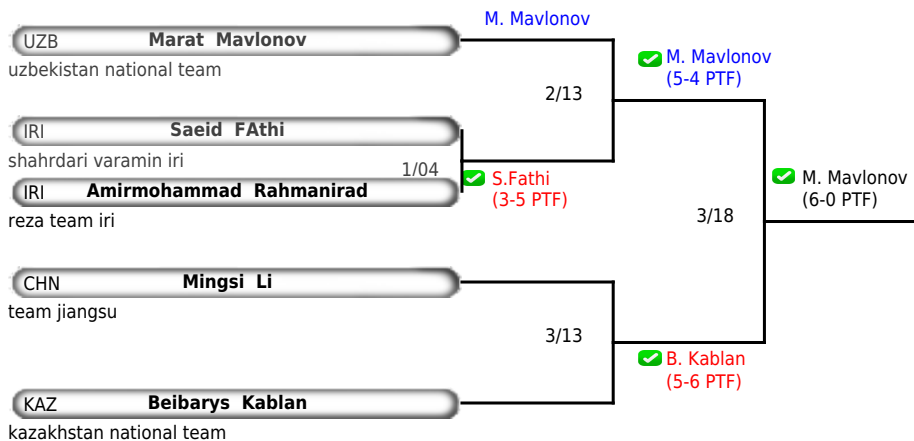 M. Mavlonov
UZB Marat Mavlonov
uzbekistan national team
M. Mavlonov
(5-4 PTF)
2/13
IRI Saeid FAthi
shahrdari varamin iri
1/04
S.Fathi
(3-5 PTF)
IRI Amirmohammad Rahmanirad
reza team iri
M. Mavlonov
(6-0 PTF)
3/18
CHN Mingsi Li
team jiangsu
3/13
B. Kablan
(5-6 PTF)
KAZ Beibarys Kablan
kazakhstan national team